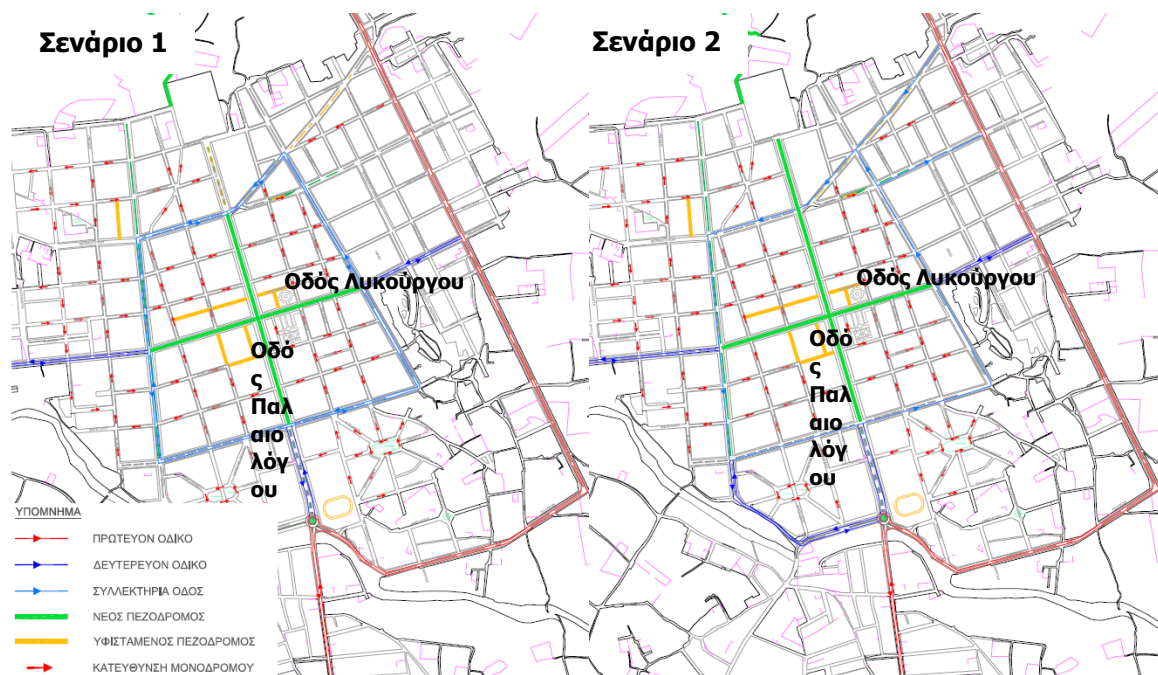 Σενάριο 1
Σενάριο 2
Οδός Λυκούργου
Οδός Λυκούργου
Οδό
ς
Παλ
αιο
λόγ
ου
Οδό
ς
Παλ
αιο
λόγ
ου
ΥΠΟΜΝΗΜΑ
ΠΡΩΤΕΥΟΝ ΟΔΙΚΟ
ΔΕΥΤΕΡΕΥΟΝ ΟΔΙΚΟ
ΣΥΛΛΕΚΤΗΡΙΑ ΟΔΟΣ
ΝΕΟΣ ΠΕΖΟΔΡΟΜΟΣ
ΥΦΙΣΤΑΜΕΝΟΣ ΠΕΖΟΔΡΟΜΟΣ
ΚΑΤΕΥΘΥΝΣΗ ΜΟΝΟΔΡΟΜΟΥ